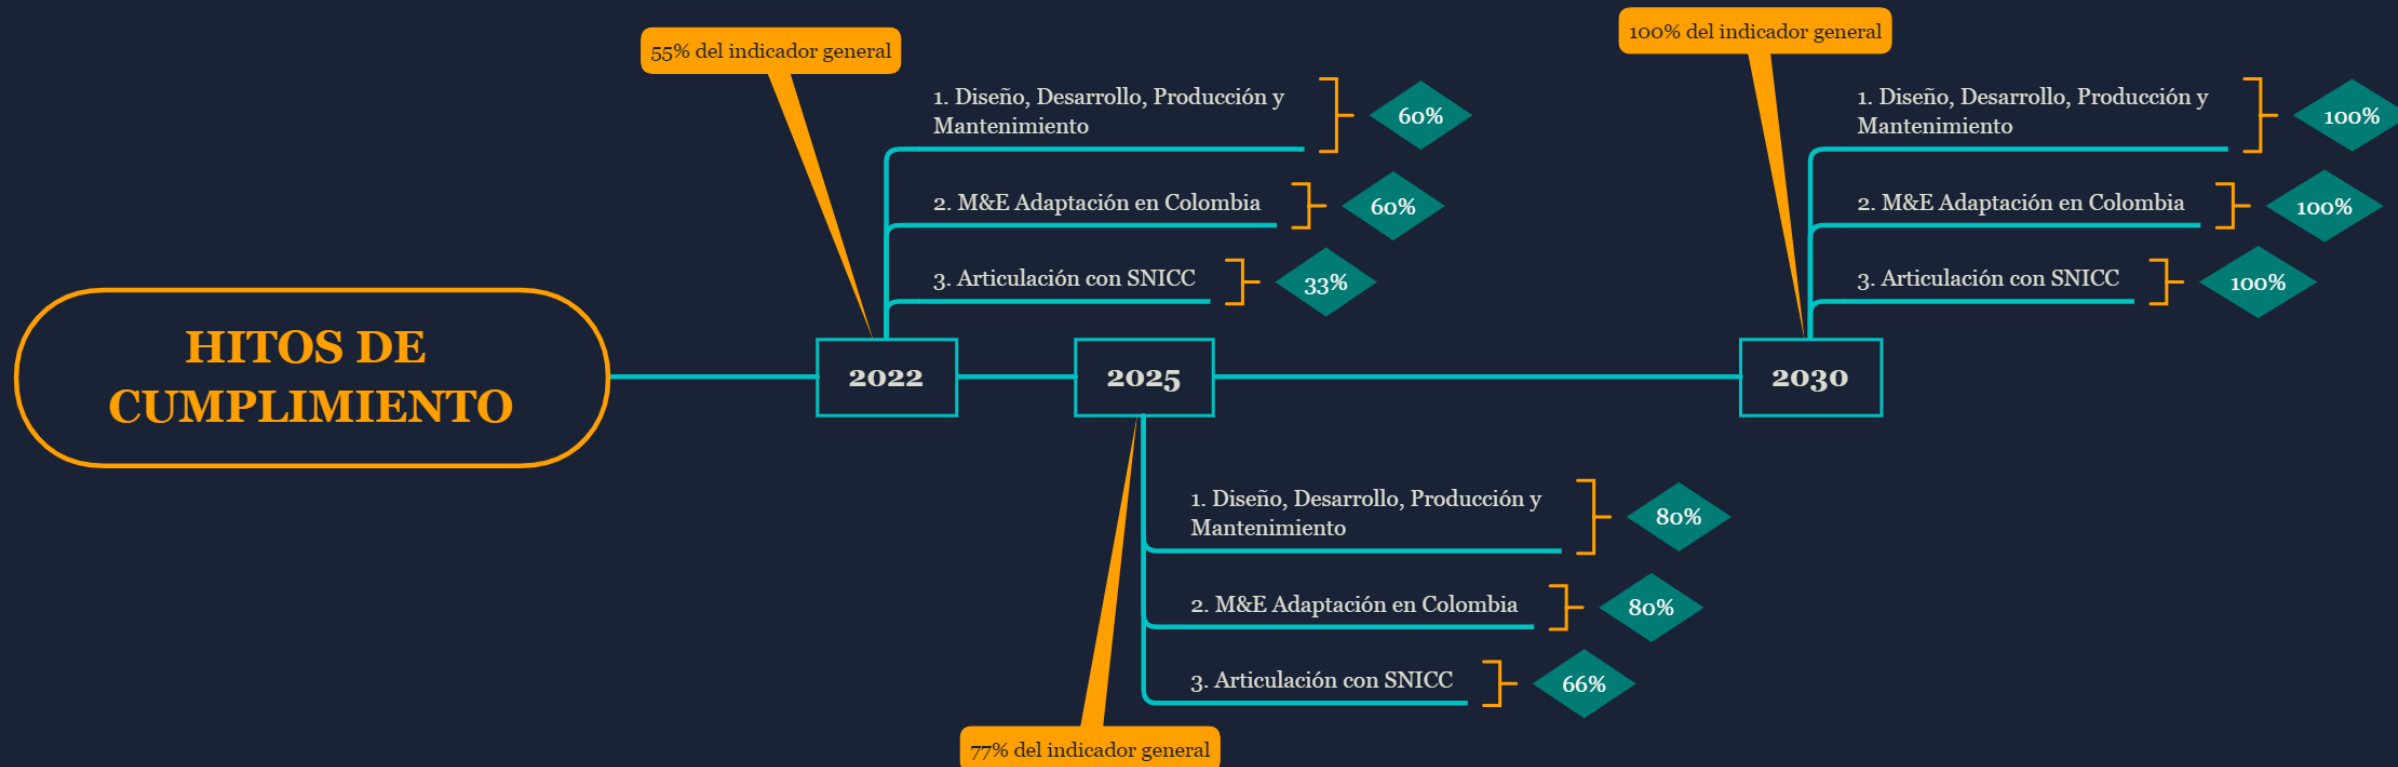 HITOS DE
CUMPLIMIENTO
55% del indicador general
2022
1. Diseño, Desarrollo, Producción y
Mantenimiento
60%
2. M&E Adaptación en Colombia
60%
3. Articulación con SNICC
33%
2025
1. Diseño, Desarrollo, Producción y
Mantenimiento
80%
2. M&E Adaptación en Colombia
80%
3. Articulación con SNICC
66%
77% del indicador general
100% del indicador general
2030
1. Diseño, Desarrollo, Producción y
Mantenimiento
100%
2. M&E Adaptación en Colombia
100%
3. Articulación con SNICC
100%